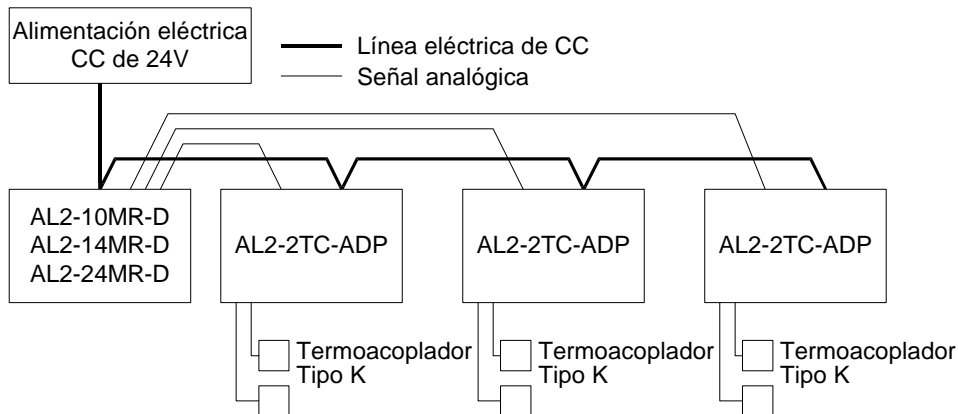 Alimentación eléctrica
CC de 24V
Línea eléctrica de CC
Señal analógica
AL2-10MR-D
AL2-14MR-D
AL2-24MR-D
AL2-2TC-ADP
AL2-2TC-ADP
AL2-2TC-ADP
Termoacoplador
Tipo K
Termoacoplador
Tipo K
Termoacoplador
Tipo K